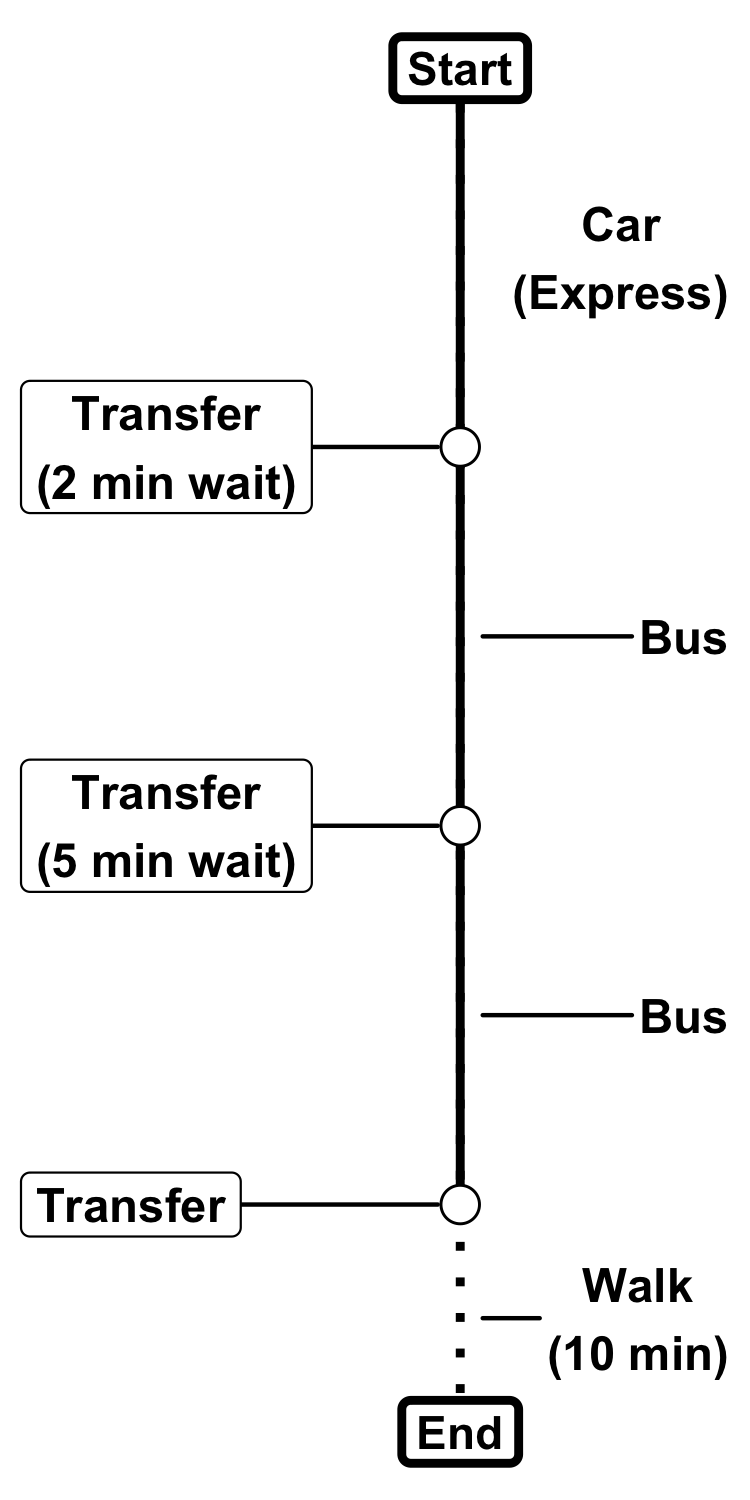 Start
Car
(Express)
Transfer
(2 min wait)
Bus
Transfer
(5 min wait)
Bus
Transfer
Walk
(10 min)
End